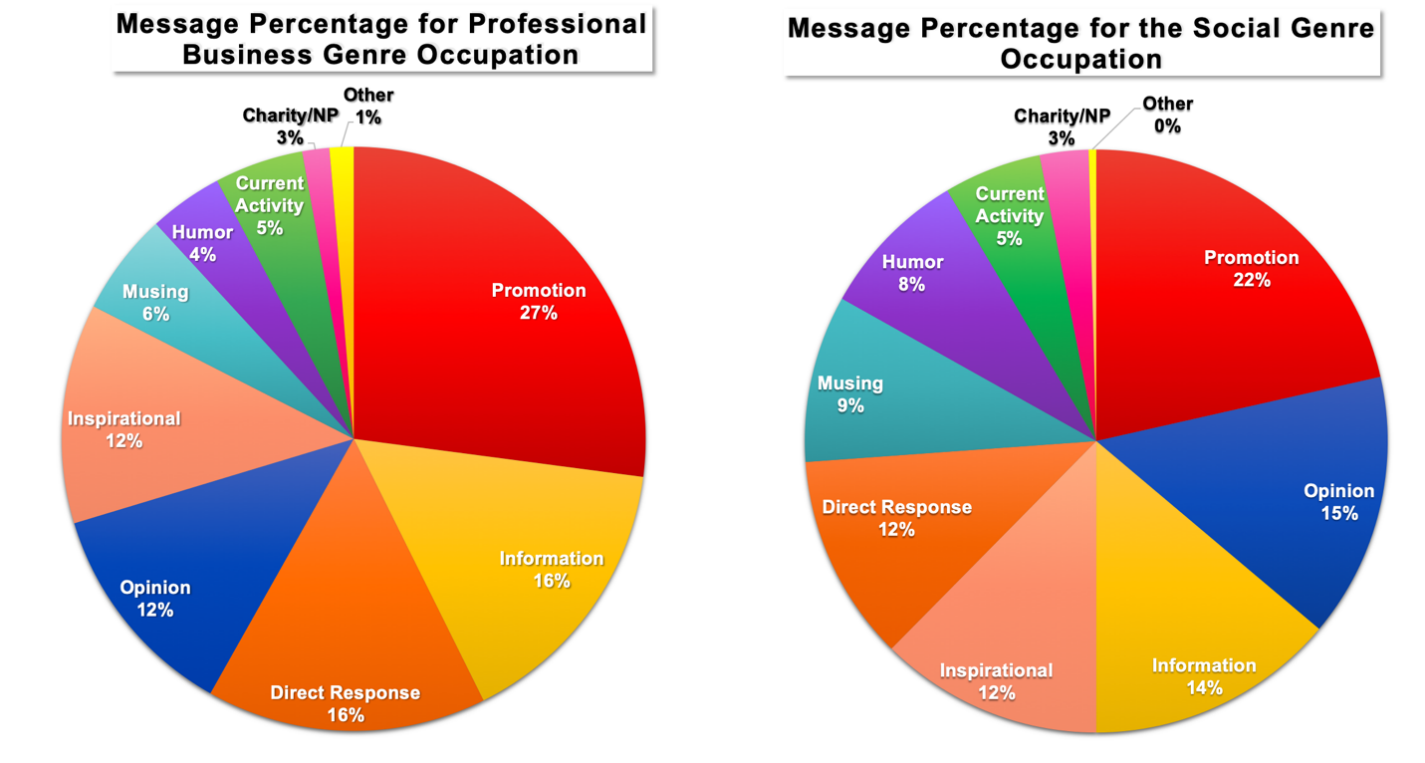 Message Percentage for Professional
Business Genre Occupation
Other
1%
Charity/NP
3%
Current
Activity
5%
Humor
4%
Musing
6%
Inspirational
12%
Opinion
12%
Direct Response
16%
Information
16%
Promotion
27%
Message Percentage for the Social Genre
Occupation
Other
0%
Charity/NP
3%
Current
Activity
5%
Humor
8%
Musing
9%
Direct Response
12%
Inspirational
12%
Information
14%
Opinion
15%
Promotion
22%